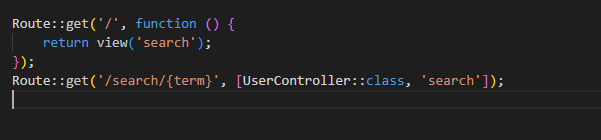 Route::get('/', function () {
    return view('search');
});
Route::get('/search/{term}', [UserController::class, 'search']);